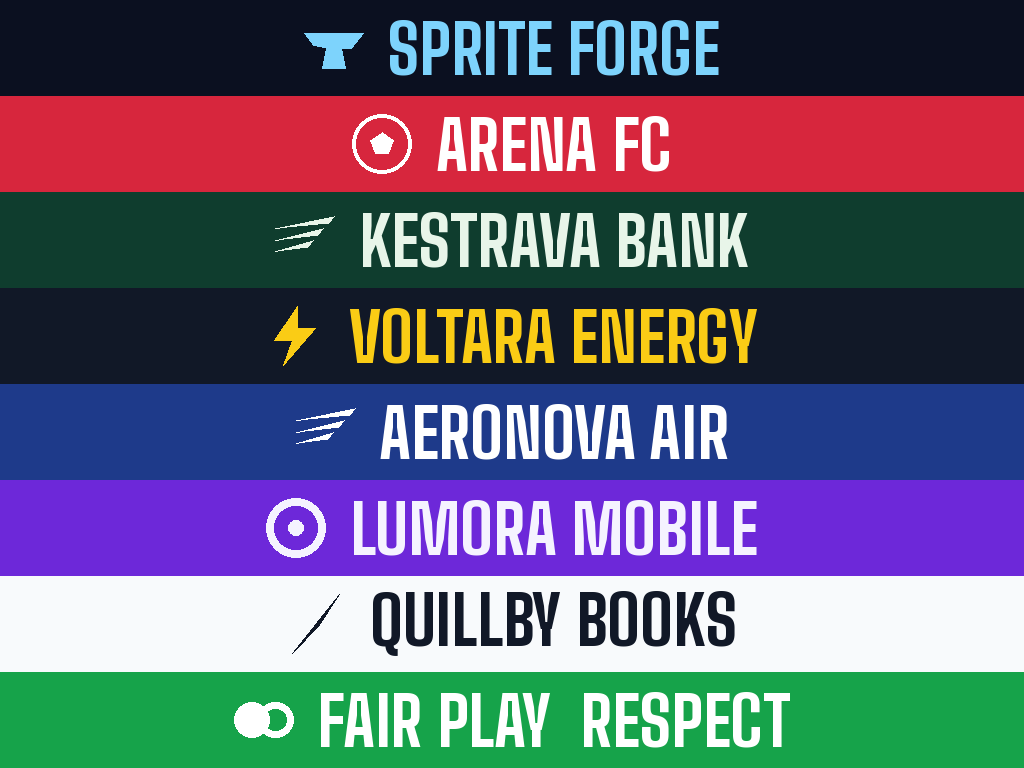 SPRITE FORGE
ARENA FC
KESTRAVA BANK
VOLTARA ENERGY
AERONOVA AIR
LUMORA MOBILE
QUILLBY BOOKS
FAIR PLAY RESPECT